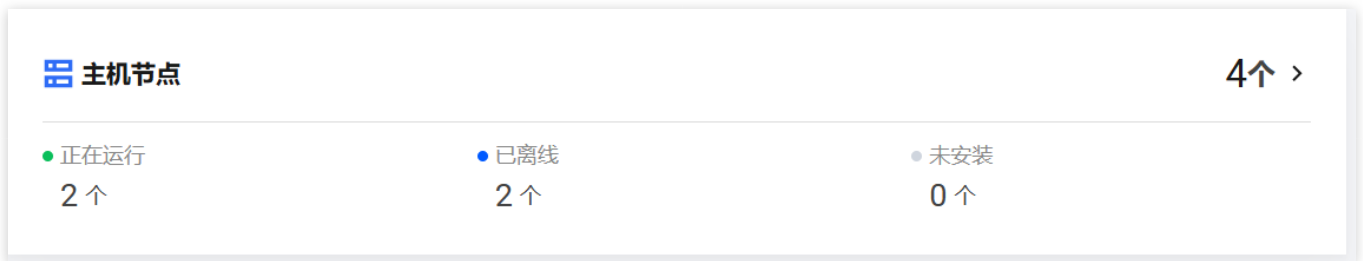 主机节点 4个
正在运行 已离线 未安装
2 个 2 个 0 个